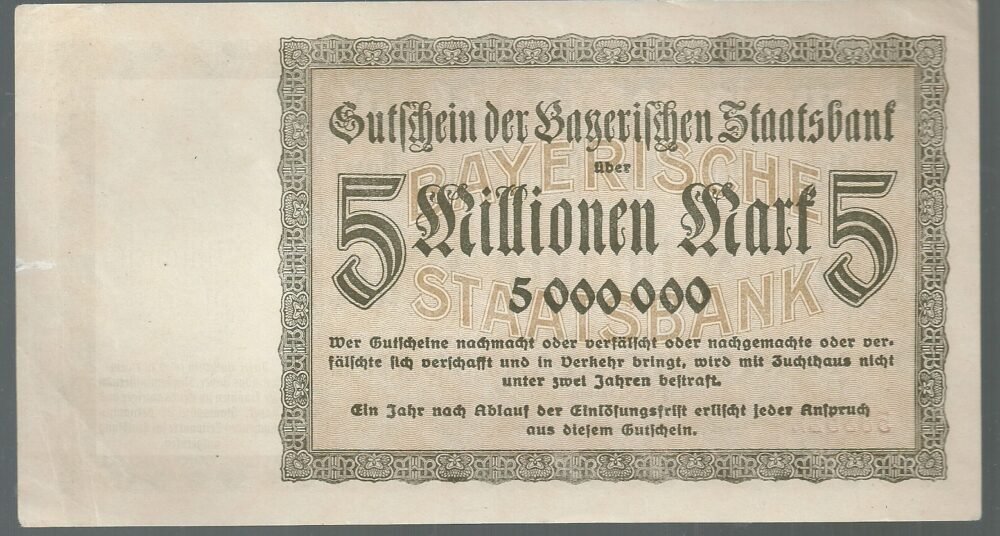 Gutschein der Bayerischen Staatsbank
über
BAYERISCHE
5 Millionen Mark 5
STAATSBANK
5 000 000
Wer Gutscheine nachmacht oder verfälscht oder nachgemachte oder ver-
fälschte sich verschafft und in Verkehr bringt, wird mit Zuchthaus nicht
unter zwei Jahren bestraft.
Ein Jahr nach Ablauf der Einlösungsfrist erlischt jeder Anspruch
aus diesem Gutschein.